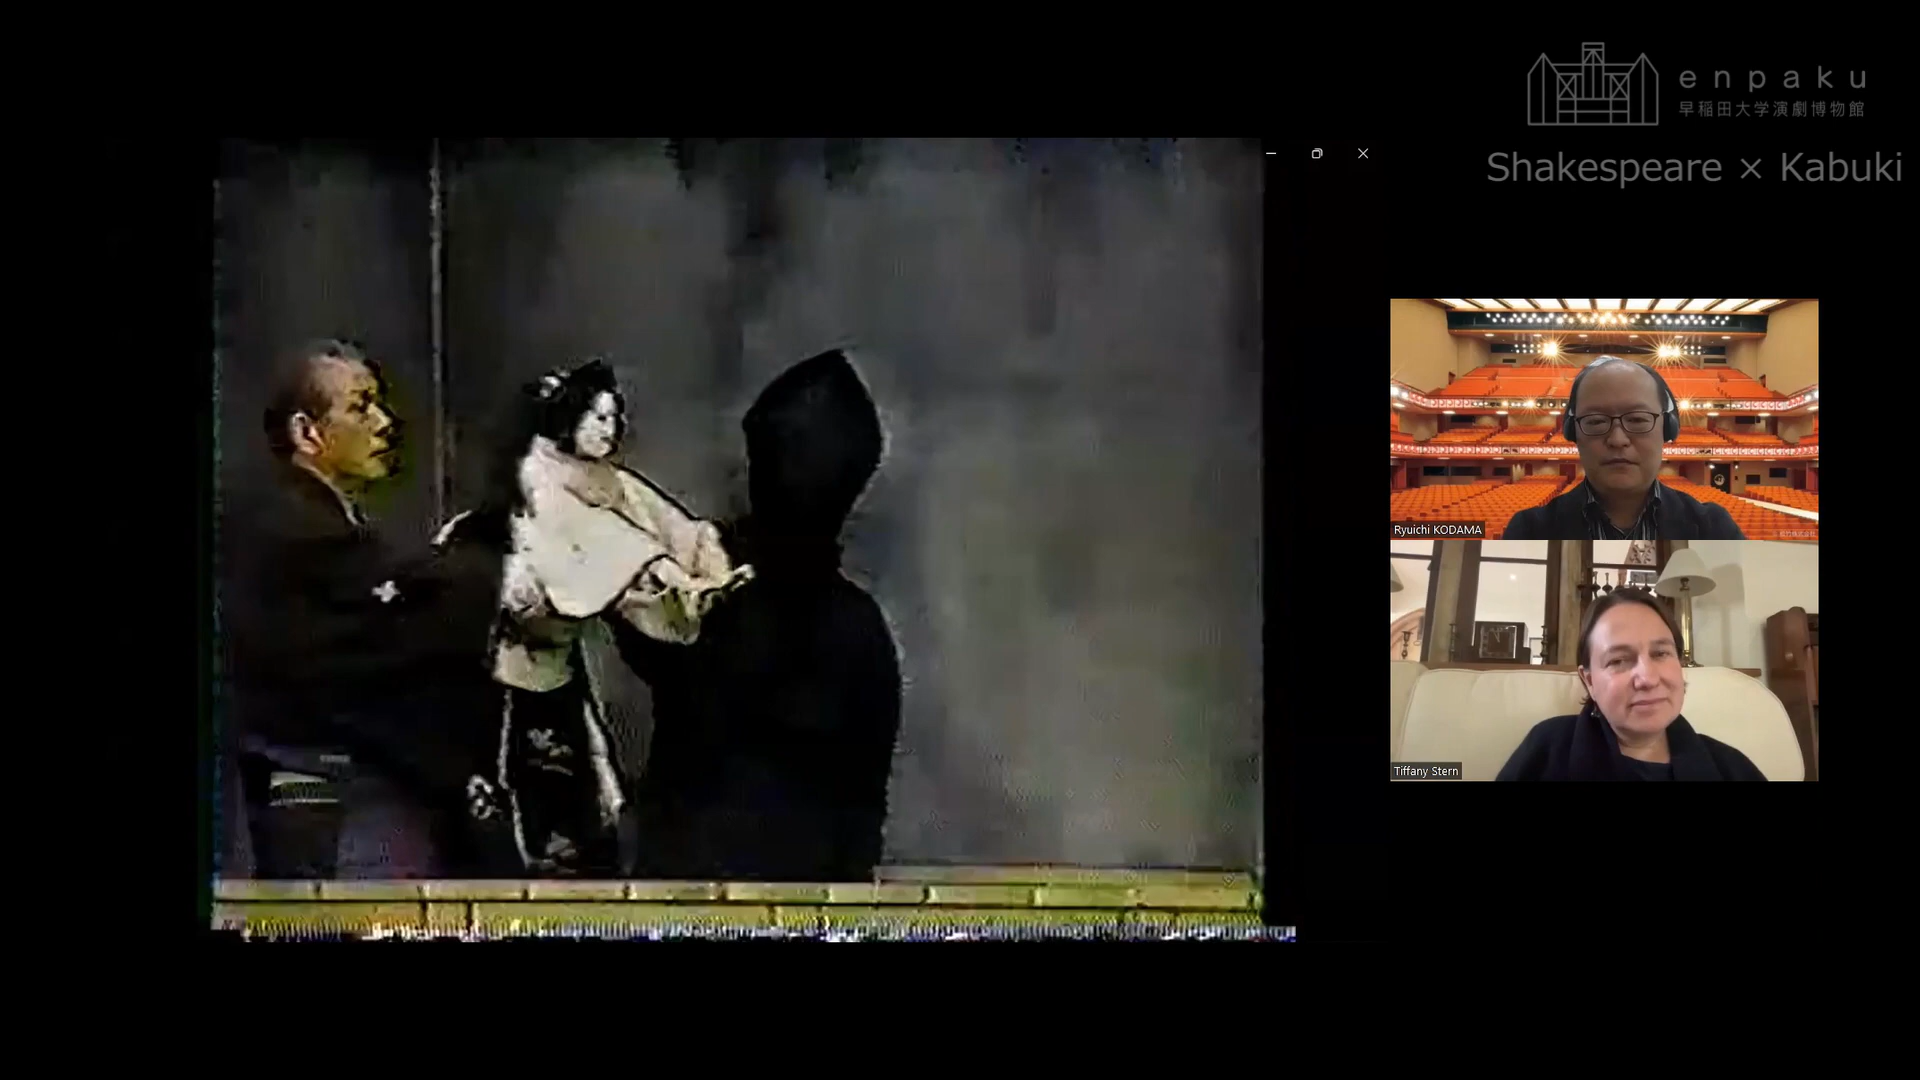 enpaku
早稲田大学演劇博物館
Shakespeare × Kabuki
Ryuichi KODAMA
Tiffany Stern